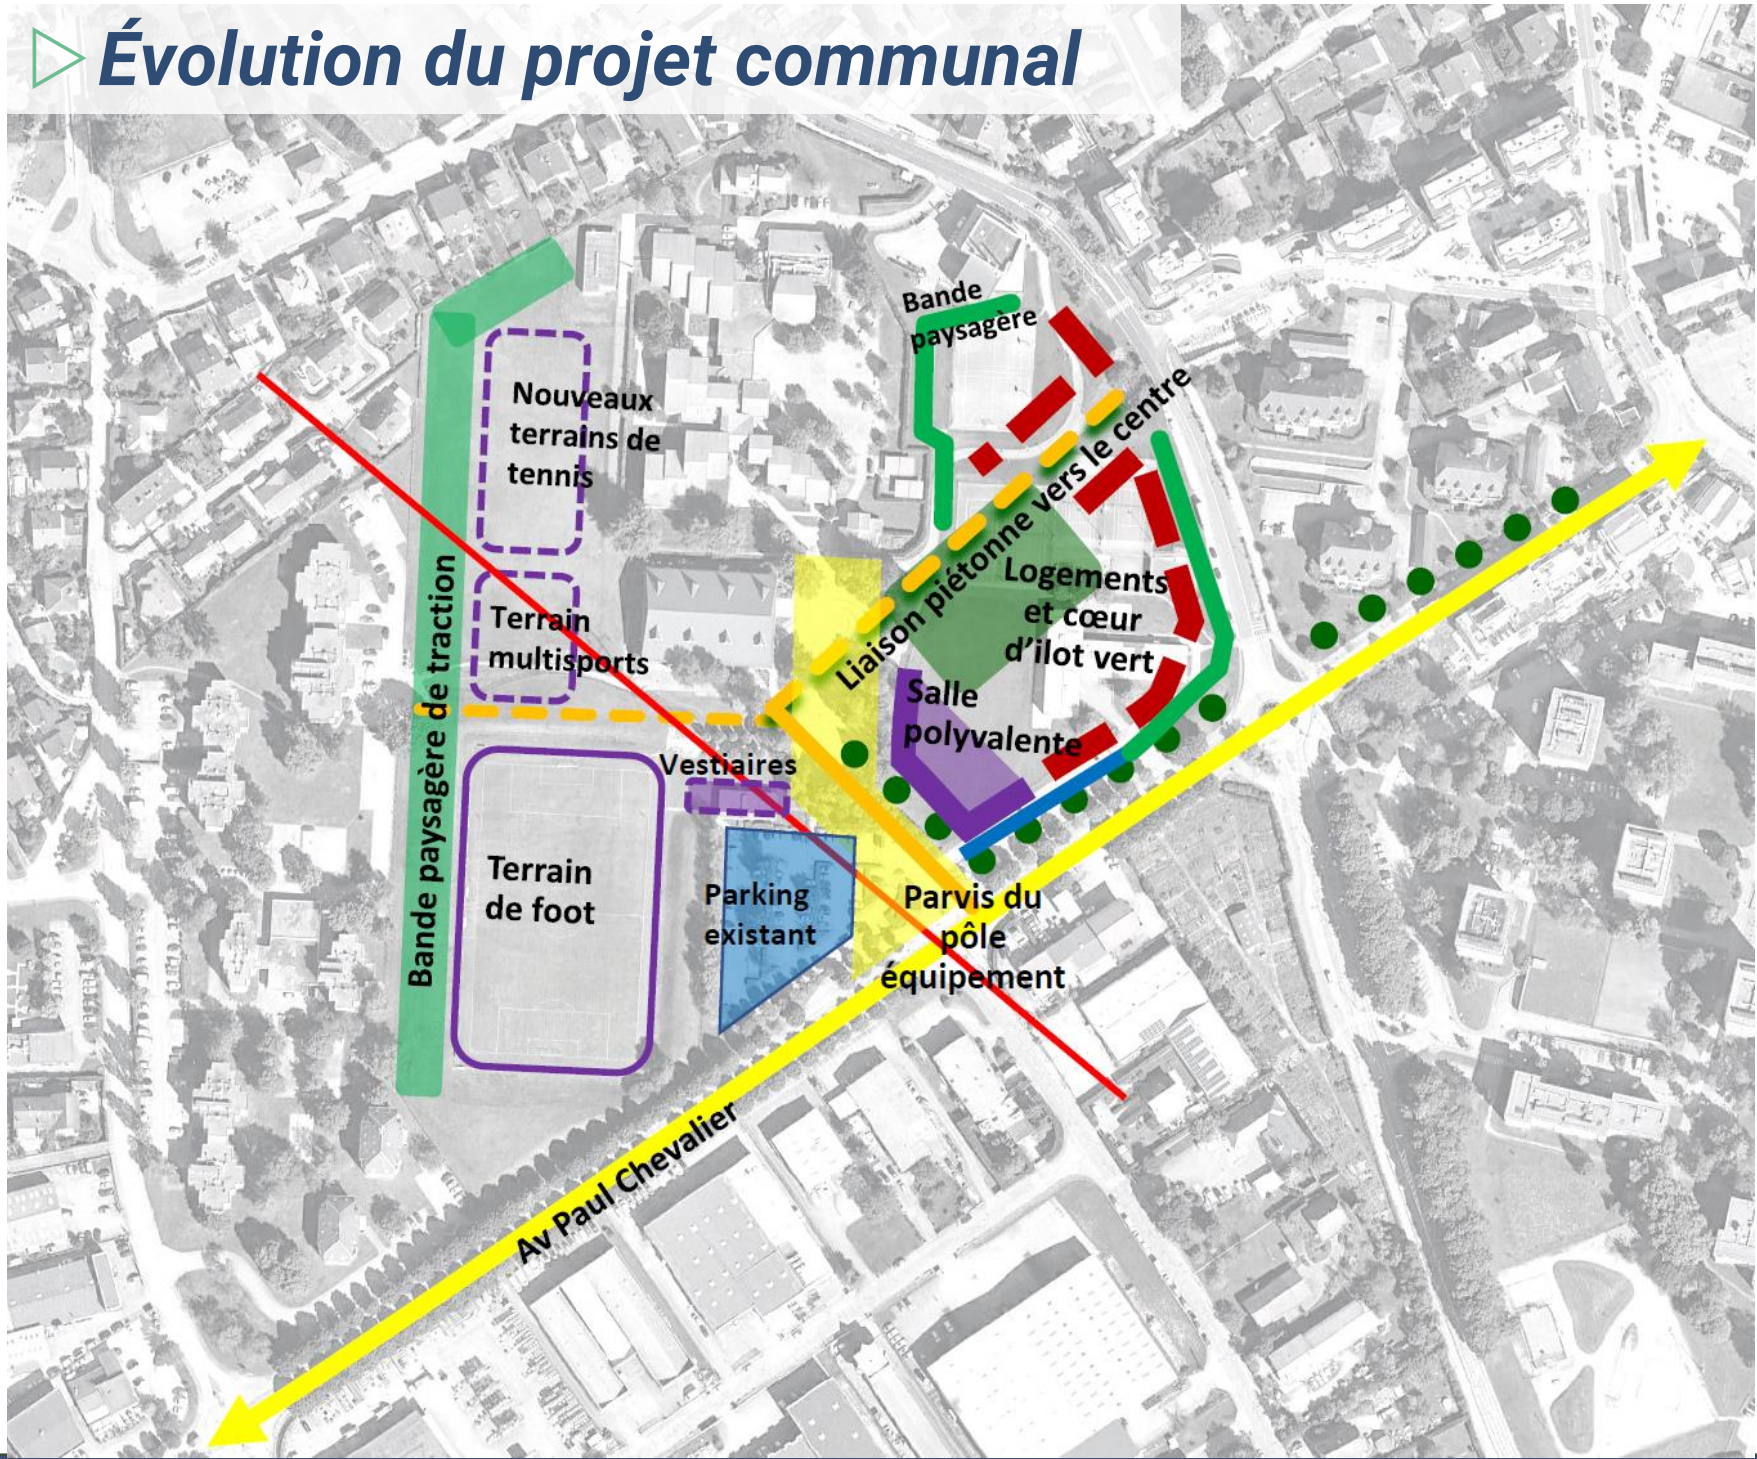 Évolution du projet communal
Bande
paysagère
Nouveaux
terrains de
tennis
Liaison piétonne vers le centre
Logements
et cœur
d'ilot vert
Terrain
multisports
Bande paysagère de traction
Salle
polyvalente
Vestiaires
Terrain
de foot
Parking
existant
Parvis du
pôle
équipement
Av Paul Chevalier